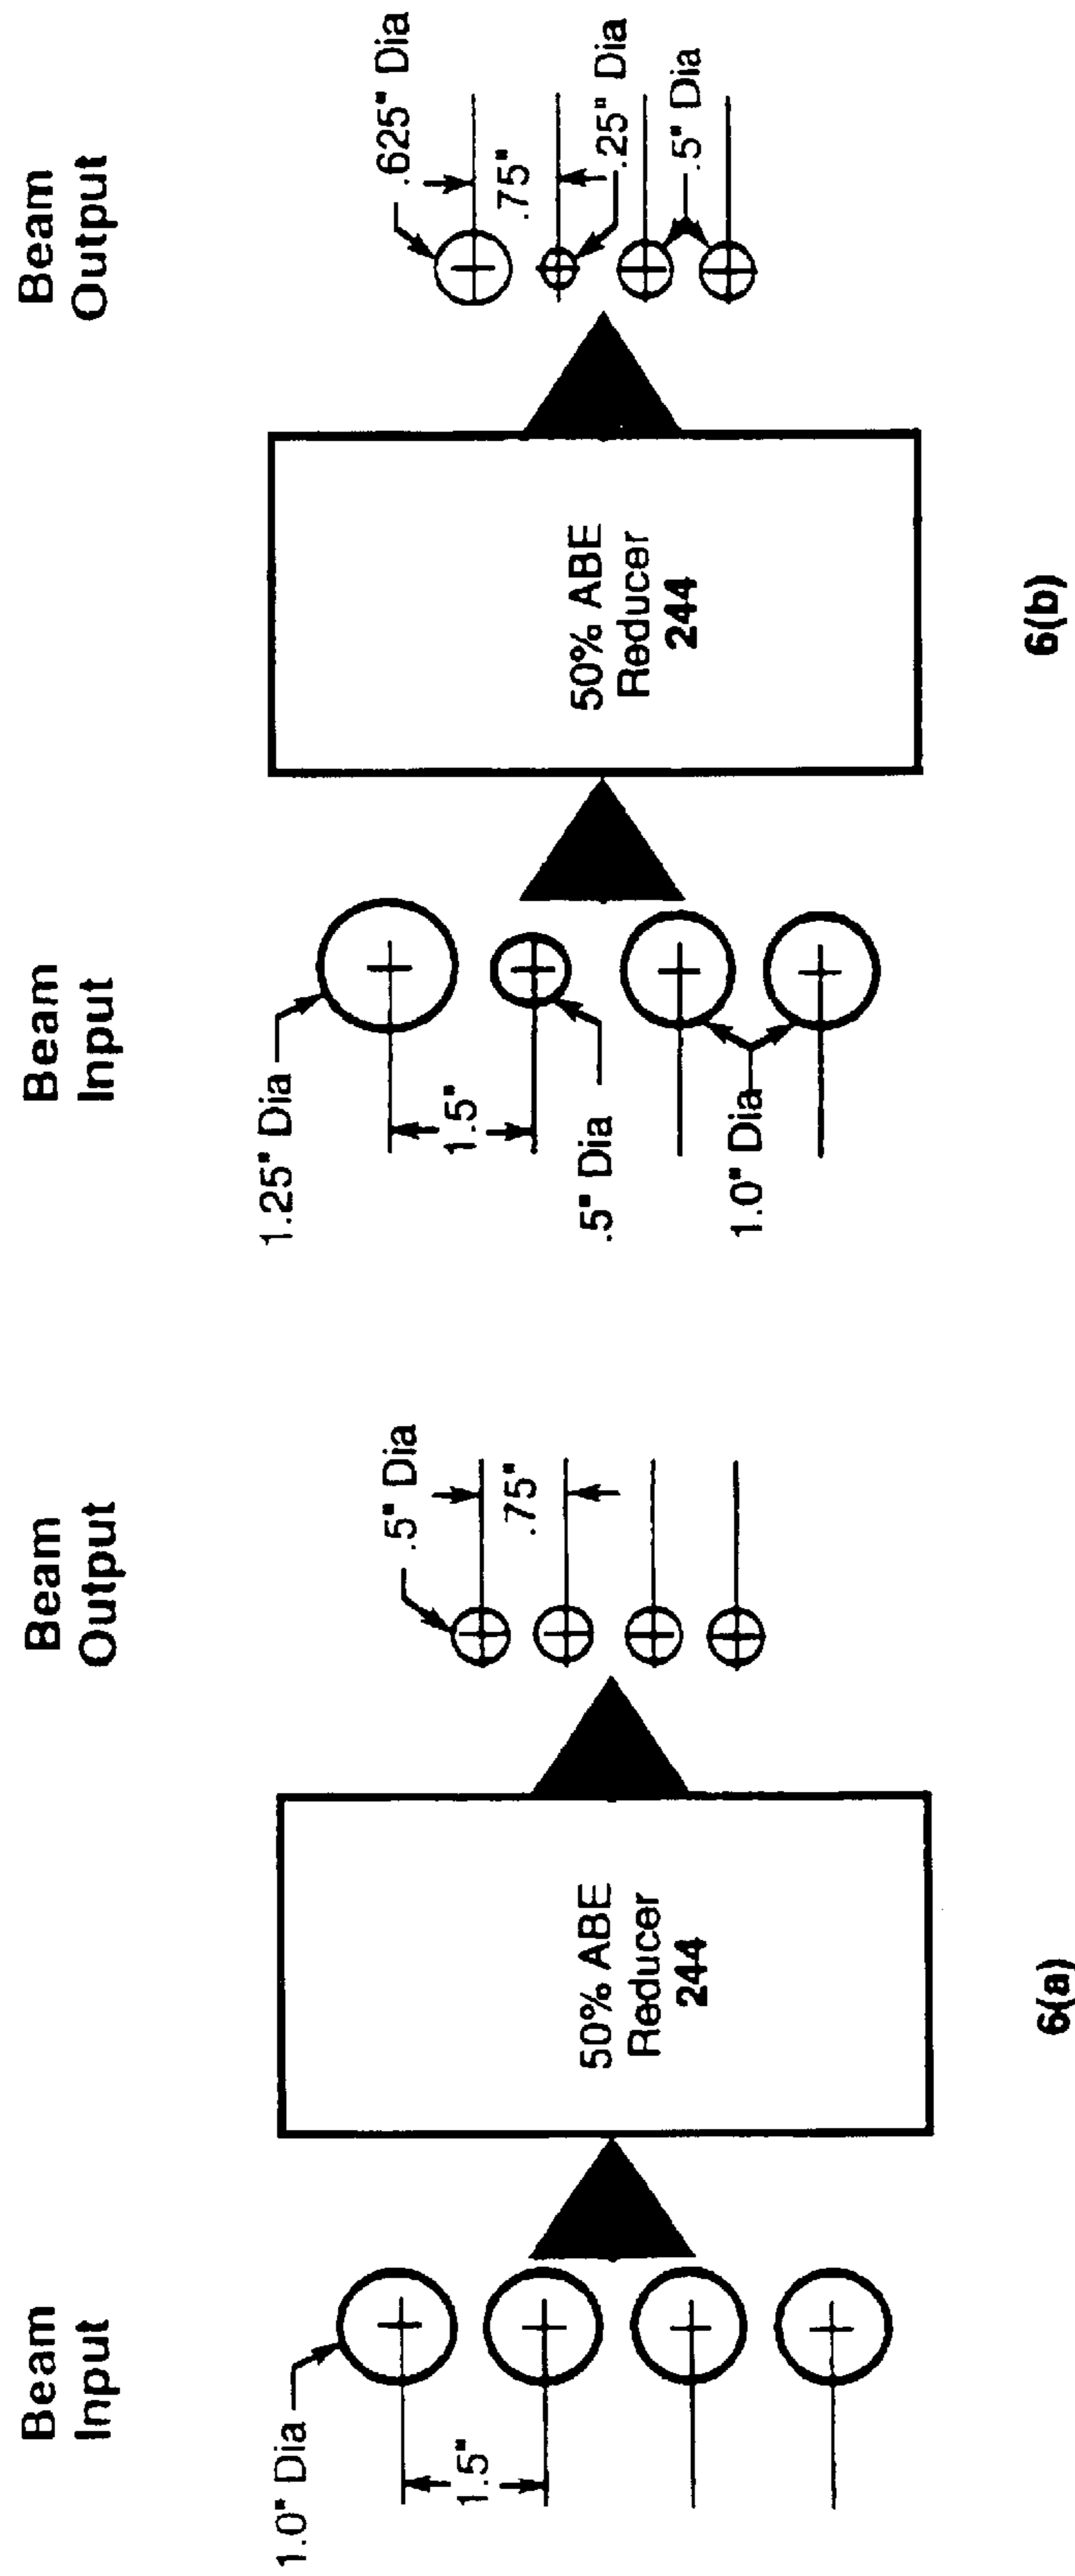 Beam
Input
Beam
Output
1.0" Dia
1.5"
50% ABE
Reducer
244
.5" Dia
.75"
6(a)
Beam
Input
Beam
Output
1.25" Dia
1.5"
.5" Dia
1.0" Dia
50% ABE
Reducer
244
.625" Dia
.75"
.25" Dia
.5" Dia
6(b)